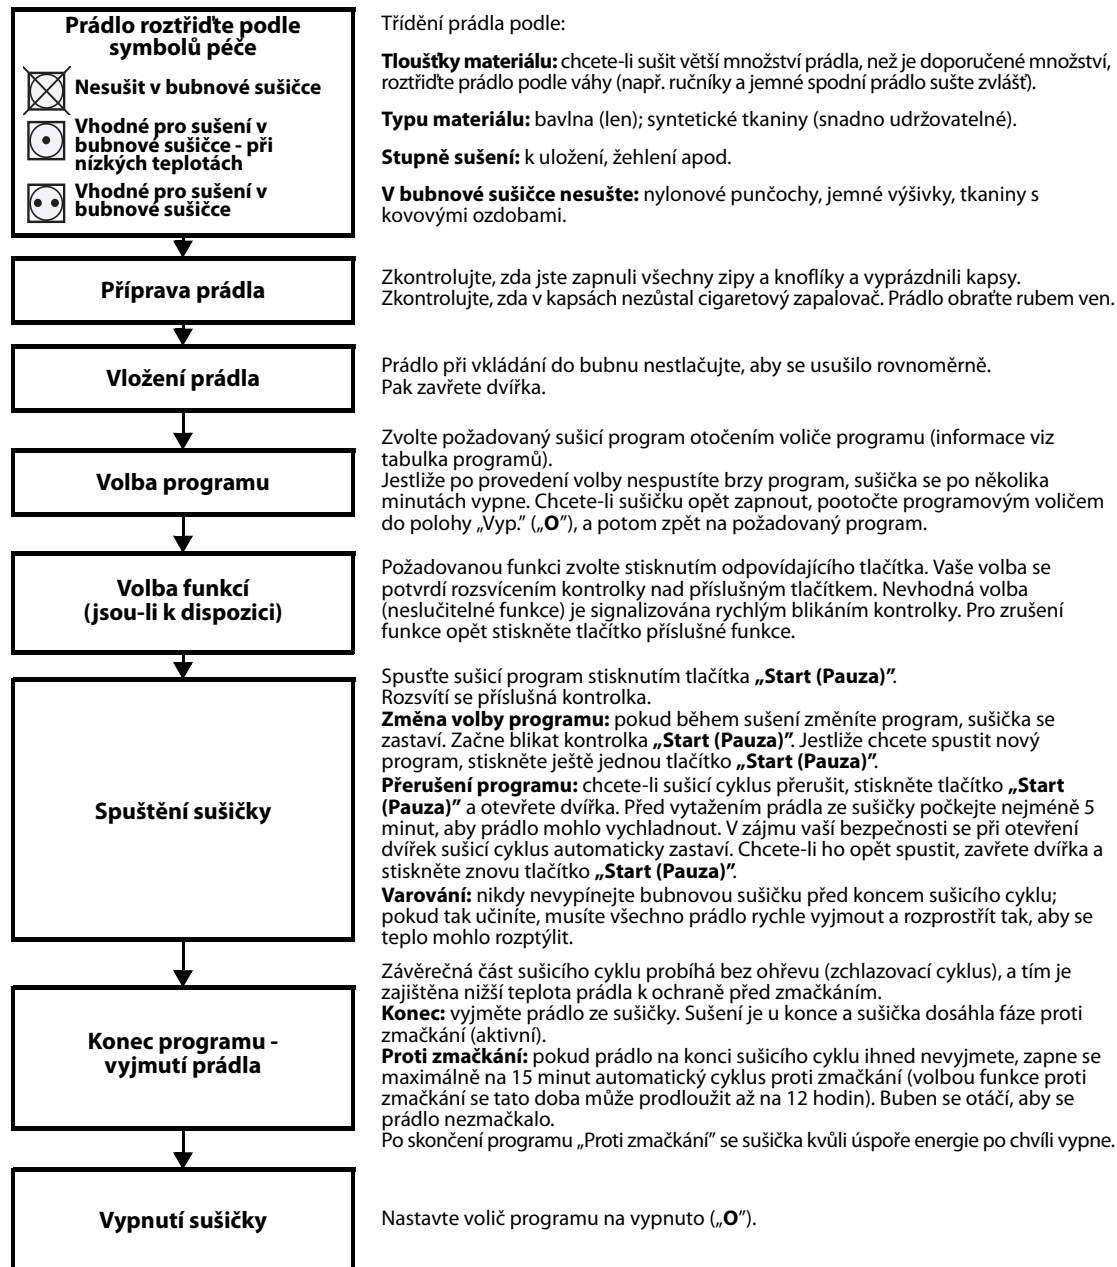 Prádlo roztřiďte podle
symbolů péče
Nesušit v bubnové sušičce
Vhodné pro sušení v
bubnové sušičce - při
nízkých teplotách
Vhodné pro sušení v
bubnové sušičce
Třídění prádla podle:
Tloušťky materiálu: chcete-li sušit větší množství prádla, než je doporučené množství,
roztřiďte prádlo podle váhy (např. ručníky a jemné spodní prádlo sušte zvlášť).
Typu materiálu: bavlna (len); syntetické tkaniny (snadno udržovatelné).
Stupně sušení: k uložení, žehlení apod.
V bubnové sušičce nesušte: nylonové punčochy, jemné výšivky, tkaniny s
kovovými ozdobami.
Příprava prádla
Zkontrolujte, zda jste zapnuli všechny zipy a knoflíky a vyprázdnili kapsy.
Zkontrolujte, zda v kapsách nezůstal cigaretový zapalovač. Prádlo obraťte rubem ven.
Vložení prádla
Prádlo při vkládání do bubnu nestlačujte, aby se usušilo rovnoměrně.
Pak zavřete dvířka.
Volba programu
Zvolte požadovaný sušicí program otočením voliče programu (informace viz
tabulka programů).
Jestliže po provedení volby nespustíte brzy program, sušička se po několika
minutách vypne. Chcete-li sušičku opět zapnout, pootočte programovým voličem
do polohy „Vyp.” („O”), a potom zpět na požadovaný program.
Volba funkcí
(jsou-li k dispozici)
Požadovanou funkci zvolte stisknutím odpovídajícího tlačítka. Vaše volba se
potvrdí rozsvícením kontrolky nad příslušným tlačítkem. Nevhodná volba
(neslučitelné funkce) je signalizována rychlým blikáním kontrolky. Pro zrušení
funkce opět stiskněte tlačítko příslušné funkce.
Spuštění sušičky
Spusťte sušicí program stisknutím tlačítka „Start (Pauza)”.
Rozsvítí se příslušná kontrolka.
Změna volby programu: pokud během sušení změníte program, sušička se
zastaví. Začne blikat kontrolka „Start (Pauza)”. Jestliže chcete spustit nový
program, stiskněte ještě jednou tlačítko „Start (Pauza)”.
Přerušení programu: chcete-li sušicí cyklus přerušit, stiskněte tlačítko „Start
(Pauza)” a otevřete dvířka. Před vytažením prádla ze sušičky počkejte nejméně 5
minut, aby prádlo mohlo vychladnout. V zájmu vaší bezpečnosti se při otevření
dvířek sušicí cyklus automaticky zastaví. Chcete-li ho opět spustit, zavřete dvířka a
stiskněte znovu tlačítko „Start (Pauza)”.
Varování: nikdy nevypínejte bubnovou sušičku před koncem sušicího cyklu;
pokud tak učiníte, musíte všechno prádlo rychle vyjmout a rozprostřít tak, aby se
teplo mohlo rozptýlit.
Konec programu -
vyjmutí prádla
Závěrečná část sušicího cyklu probíhá bez ohřevu (zchlazovací cyklus), a tím je
zajištěna nižší teplota prádla k ochraně před zmačkáním.
Konec: vyjměte prádlo ze sušičky. Sušení je u konce a sušička dosáhla fáze proti
zmačkání (aktivní).
Proti zmačkání: pokud prádlo na konci sušicího cyklu ihned nevyjmete, zapne se
maximálně na 15 minut automatický cyklus proti zmačkání (volbou funkce proti
zmačkání se tato doba může prodloužit až na 12 hodin). Buben se otáčí, aby se
prádlo nezmačkalo.
Po skončení programu „Proti zmačkání” se sušička kvůli úspoře energie po chvíli vypne.
Vypnutí sušičky
Nastavte volič programu na vypnuto („O”).